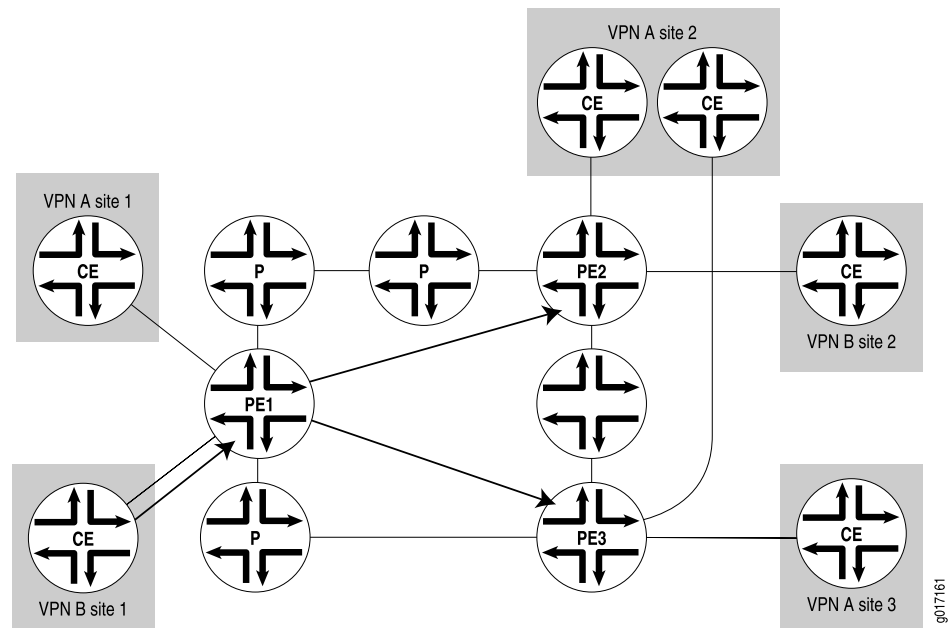 VPN A site 2
CE
CE
VPN A site 1
CE
P
P
PE2
CE
VPN B site 2
PE1
CE
VPN B site 1
P
PE3
CE
VPN A site 3
g017161